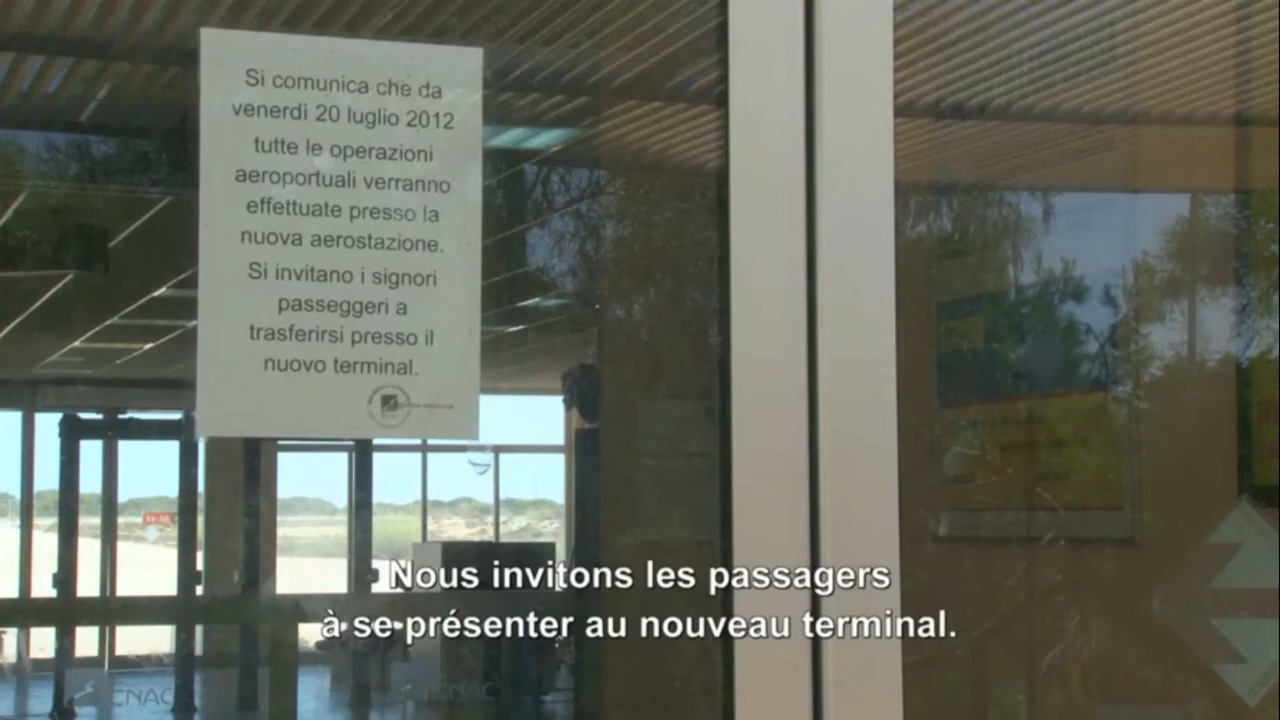 Si comunica che da
venerdì 20 luglio 2012
tutte le operazioni
aeroportuali verranno
effettuate presso la
nuova aerostazione.
Si invitano i signori
passeggeri a
trasferirsi presso il
nuovo terminal.
Nous invitons les passagers
à se présenter au nouveau terminal.